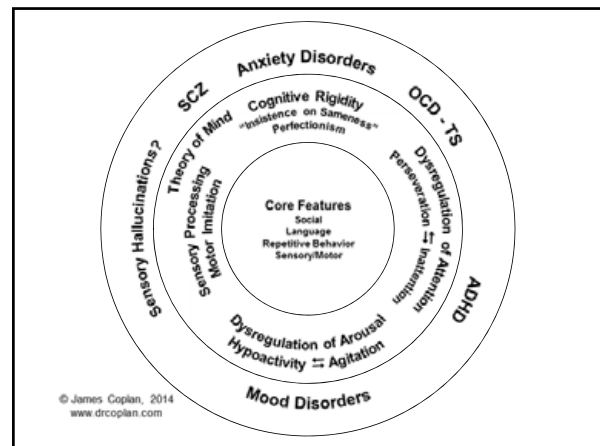 Anxiety Disorders
OCD - TS
ADHD
Mood Disorders
Sensory Hallucinations?
SCZ
Cognitive Rigidity
"Insistence on Sameness"
Perfectionism
Dysregulation of Attention
Perseveration ⇆ Inattention
Dysregulation of Arousal
Hypoactivity ⇆ Agitation
Sensory Processing
Motor Imitation
Theory of Mind
Core Features
Social
Language
Repetitive Behavior
Sensory/Motor
© James Coplan, 2014
www.drcoplan.com